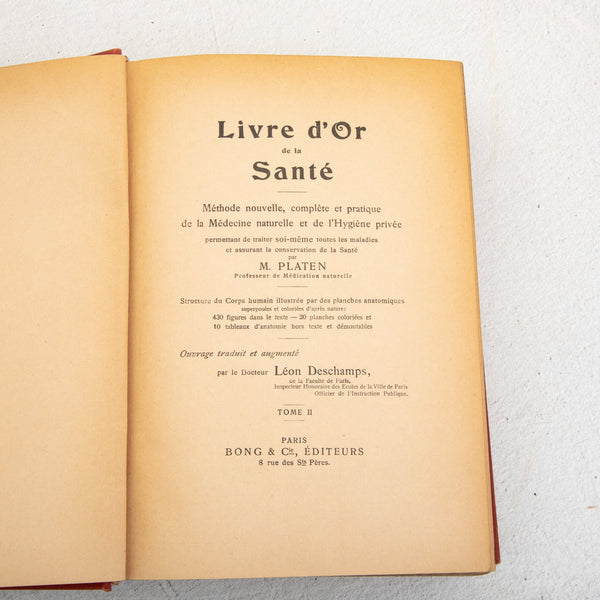 Livre d'Or
de la
Santé
Méthode nouvelle, complète et pratique
de la Médecine naturelle et de l'Hygiène privée
permettant de traiter soi-même toutes les maladies
et assurant la conservation de la Santé
par
M. PLATEN
Professeur de Médication naturelle
Structure du Corps humain illustrée par des planches anatomiques
superposées et coloriées d'après nature:
430 figures dans le texte — 20 planches coloriées et
10 tableaux d'anatomie hors texte et démontables
Ouvrage traduit et augmenté
par le Docteur Léon Deschamps,
de la Faculté de Paris,
Inspecteur Honoraire des Écoles de la Ville de Paris
Officier de l'Instruction Publique.
TOME II
PARIS
BONG & Cie, ÉDITEURS
8 rue des Sts Pères.